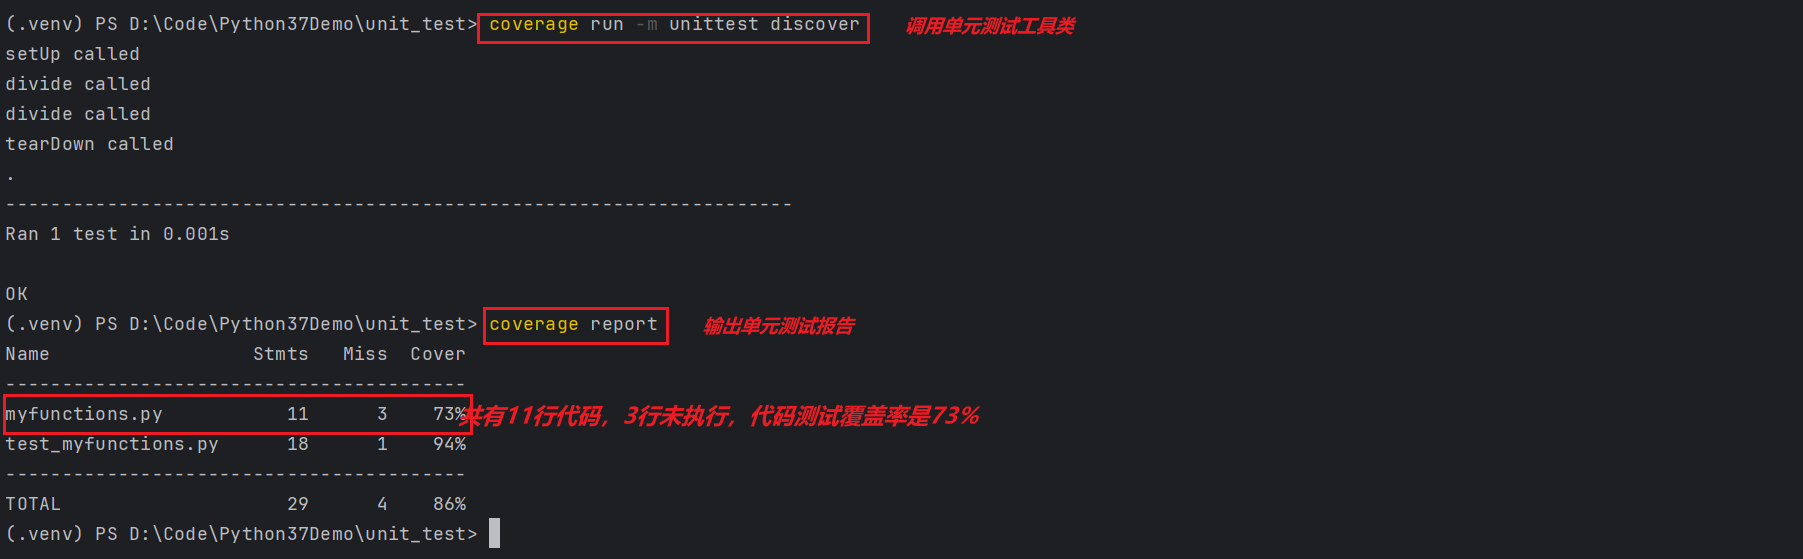 (.venv) PS D:\Code\Python37Demo\unit_test> coverage run -m unittest discover 调用单元测试工具类
setUp called
divide called
divide called
tearDown called
.
----------------------------------------------------------------------
Ran 1 test in 0.001s
OK
(.venv) PS D:\Code\Python37Demo\unit_test> coverage report 输出单元测试报告
Name Stmts Miss Cover
-----------------------------------------
myfunctions.py 11 3 73% 共有11行代码，3行未执行，代码测试覆盖率是73%
test_myfunctions.py 18 1 94%
-----------------------------------------
TOTAL 29 4 86%
(.venv) PS D:\Code\Python37Demo\unit_test>